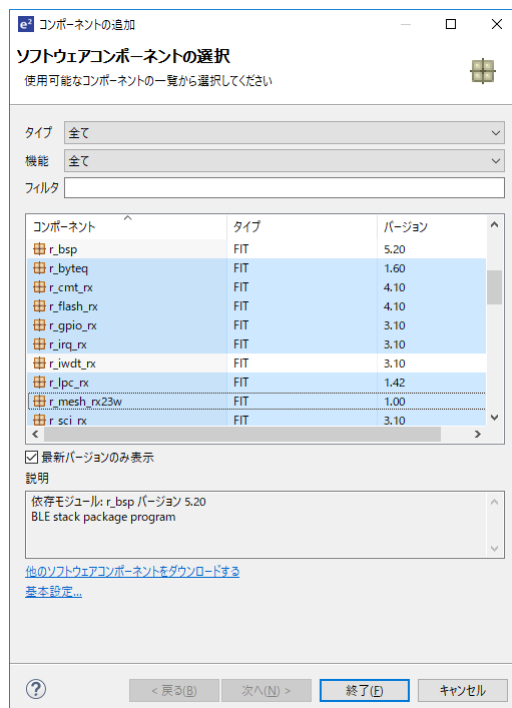 e² コンポーネントの追加
ソフトウェアコンポーネントの選択
使用可能なコンポーネントの一覧から選択してください
タイプ 全て
機能 全て
フィルタ
コンポーネント タイプ バージョン
r_bsp FIT 5.20
r_byteq FIT 1.60
r_cmt_rx FIT 4.10
r_flash_rx FIT 4.10
r_gpio_rx FIT 3.10
r_irq_rx FIT 3.10
r_iwdt_rx FIT 3.10
r_lpc_rx FIT 1.42
r_mesh_rx23w FIT 1.00
r_sci_rx FIT 3.10
最新バージョンのみ表示
説明
依存モジュール: r_bsp バージョン 5.20
BLE stack package program
他のソフトウェアコンポーネントをダウンロードする
基本設定...
? < 戻る(B) 次へ(N) > 終了(F) キャンセル